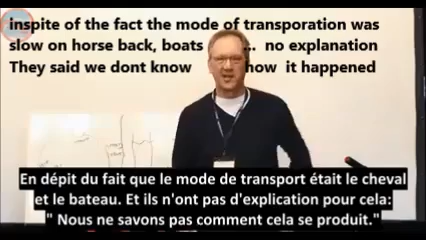 inspite of the fact the mode of transporation was
slow on horse back, boats ... no explanation
They said we dont know how it happened
En dépit du fait que le mode de transport était le cheval
et le bateau. Et ils n'ont pas d'explication pour cela:
" Nous ne savons pas comment cela se produit."